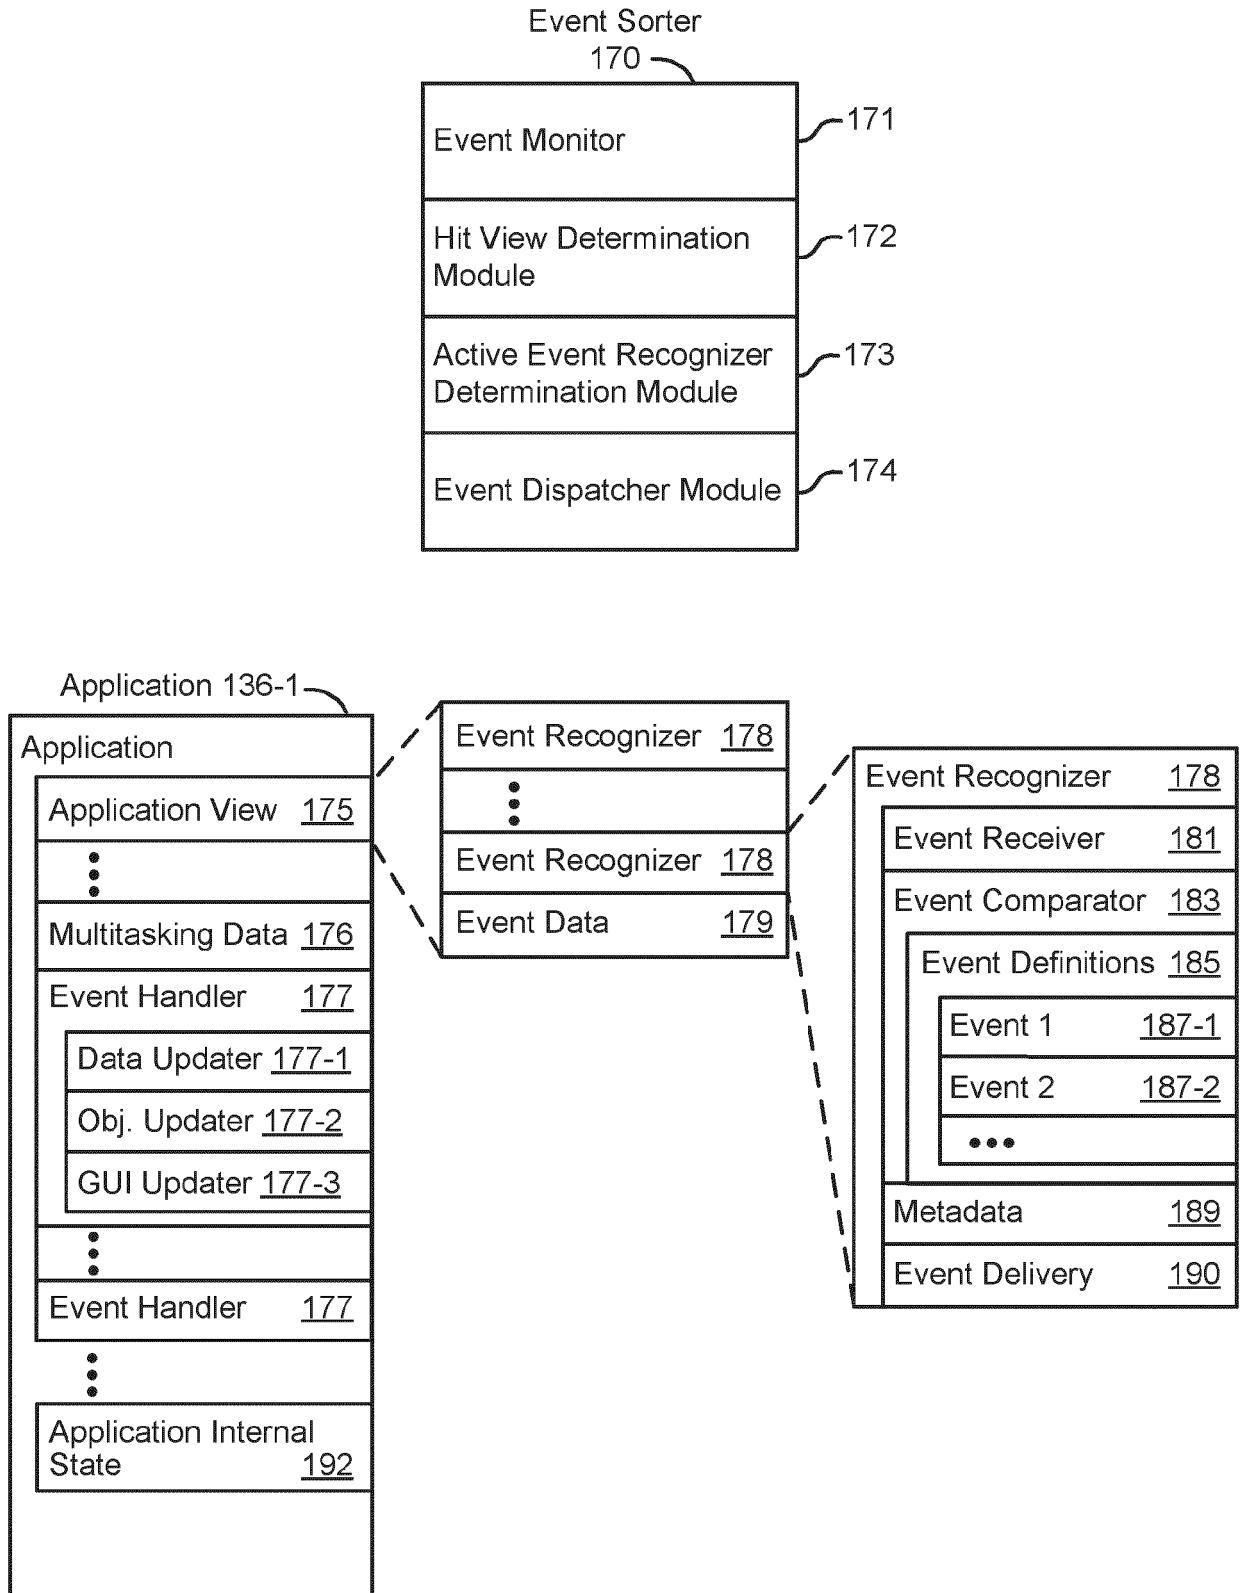 Event Sorter
170
Event Monitor
171
Hit View Determination
Module
172
Active Event Recognizer
Determination Module
173
Event Dispatcher Module
174
Application 136-1
Application
Application View 175
Multitasking Data 176
Event Handler 177
Data Updater 177-1
Obj. Updater 177-2
GUI Updater 177-3
Event Handler 177
Application Internal
State 192
Event Recognizer 178
Event Recognizer 178
Event Data 179
Event Recognizer 178
Event Receiver 181
Event Comparator 183
Event Definitions 185
Event 1 187-1
Event 2 187-2
Metadata 189
Event Delivery 190